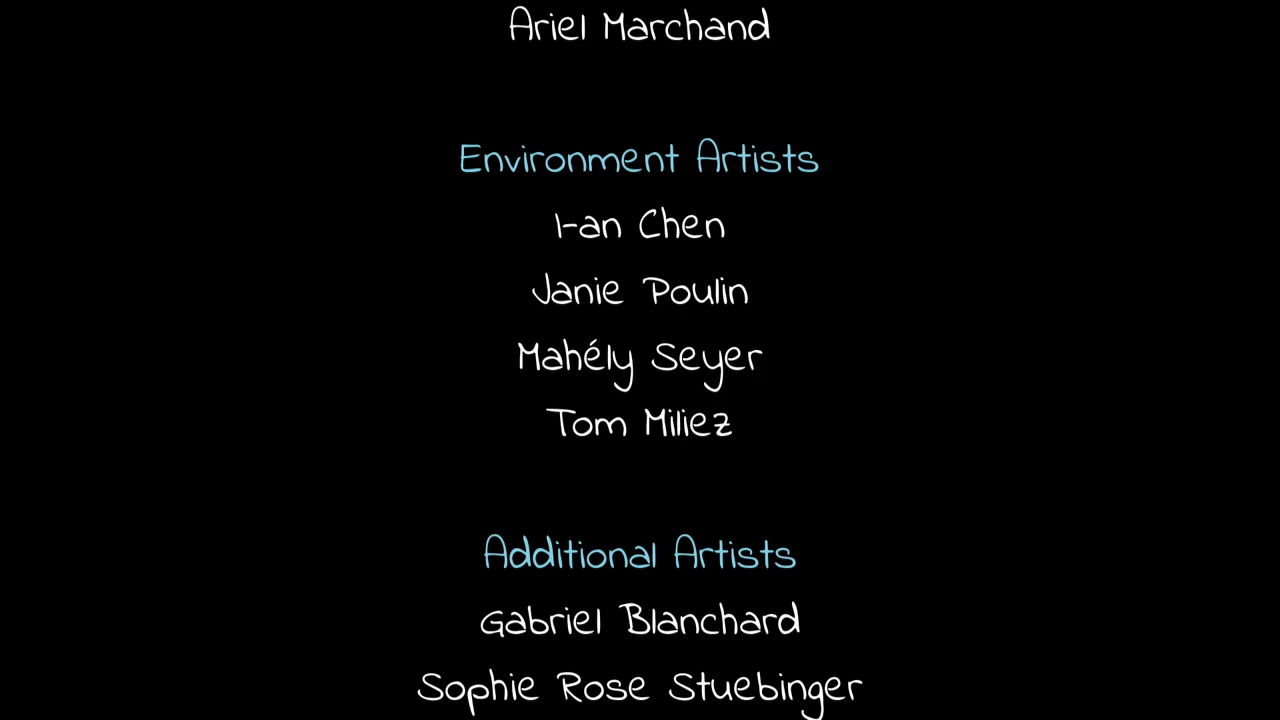 Ariel Marchand
Environment Artists
I-an Chen
Janie Poulin
Mahély Seyer
Tom Miliez
Additional Artists
Gabriel Blanchard
Sophie Rose Stuebinger